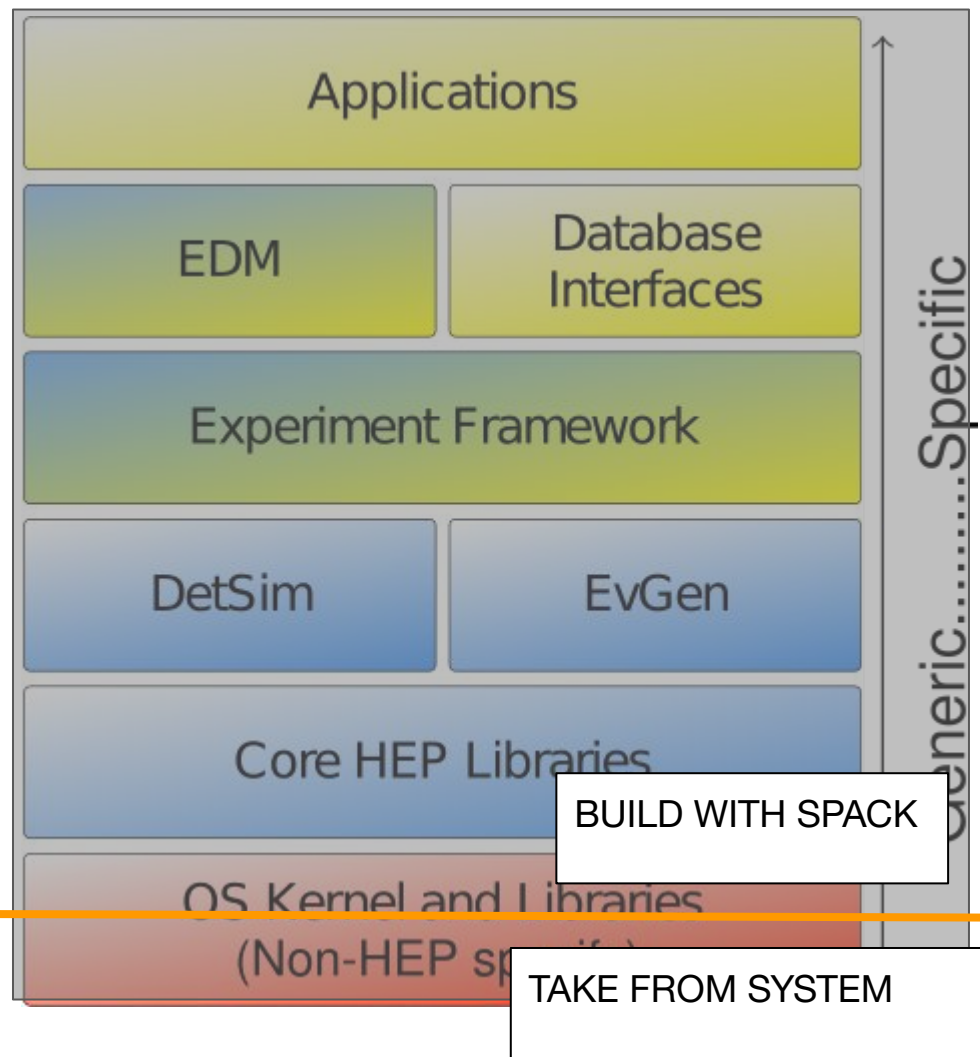 Applications
EDM
Database
Interfaces
Experiment Framework
DetSim
EvGen
Core HEP Libraries
OS Kernel and Libraries
(Non-HEP
Generic..........Specific
BUILD WITH SPACK
TAKE FROM SYSTEM